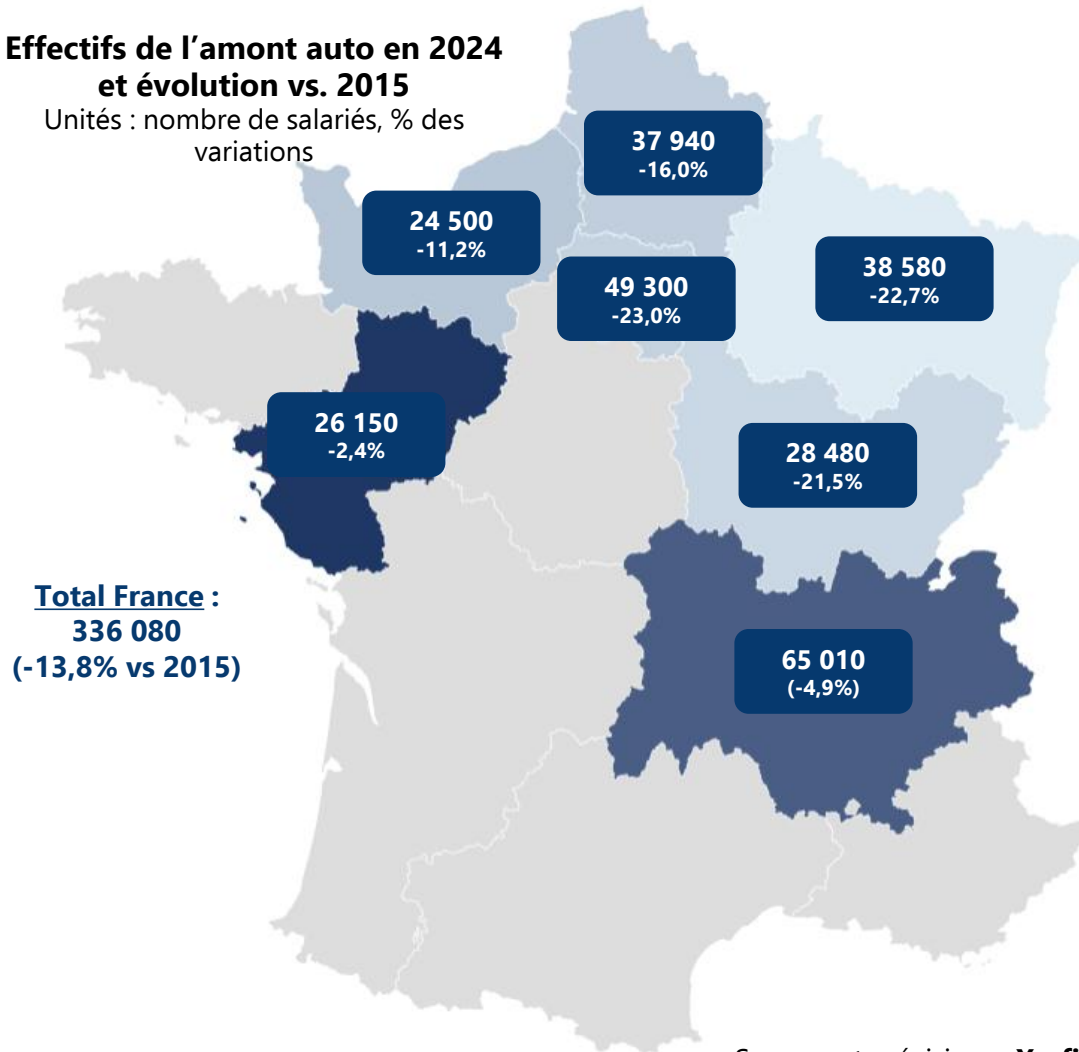 Effectifs de l’amont auto en 2024
et évolution vs. 2015
Unités : nombre de salariés, % des
variations
37 940
-16,0%
24 500
-11,2%
49 300
-23,0%
38 580
-22,7%
26 150
-2,4%
28 480
-21,5%
Total France :
336 080
(-13,8% vs 2015)
65 010
(-4,9%)